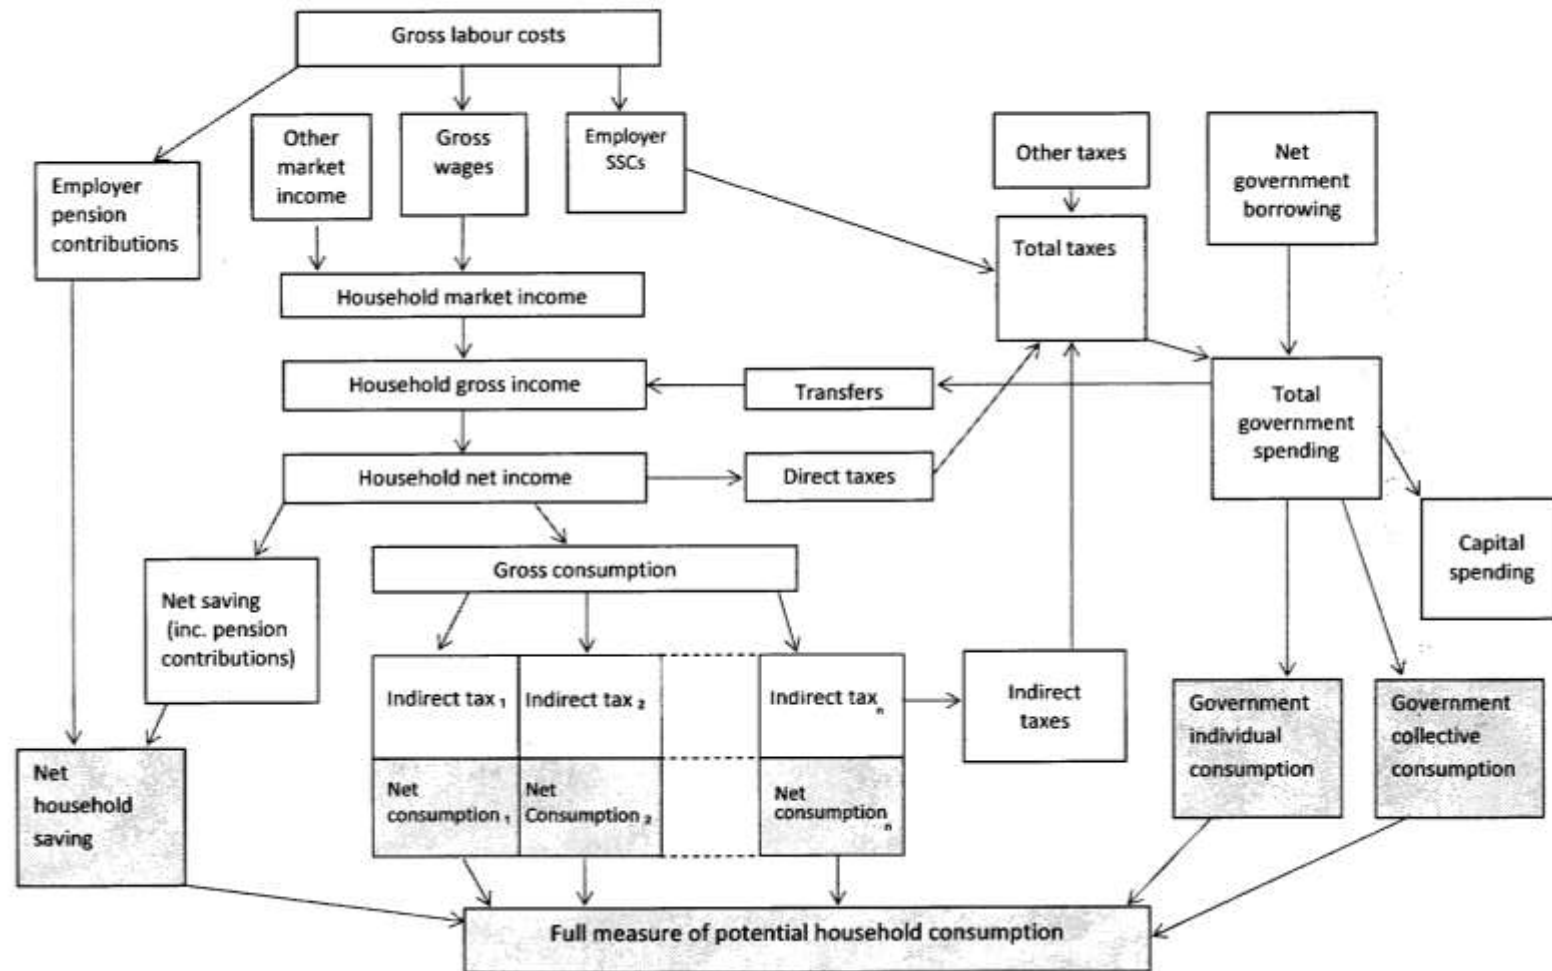 Gross labour costs
Other
market
income
Gross
wages
Employer
SSCs
Other taxes
Net
government
borrowing
Employer
pension
contributions
Total taxes
Household market income
Household gross income
Transfers
Total
government
spending
Household net income
Direct taxes
Capital
spending
Gross consumption
Net saving
(inc. pension
contributions)
Indirect tax 1
Indirect tax 2
Indirect tax n
Indirect
taxes
Government
individual
consumption
Government
collective
consumption
Net
household
saving
Net
consumption 1
Net
Consumption 2
Net
consumption n
Full measure of potential household consumption